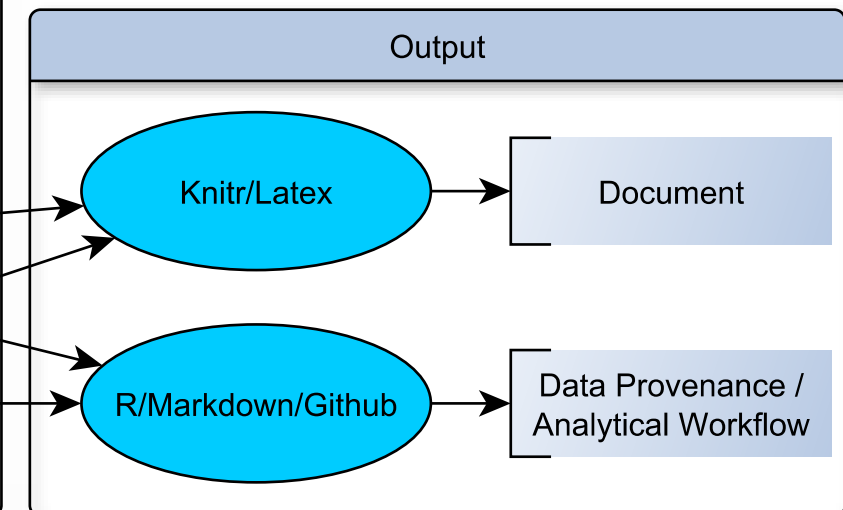 Output
Knitr/Latex
Document
R/Markdown/Github
Data Provenance /
Analytical Workflow